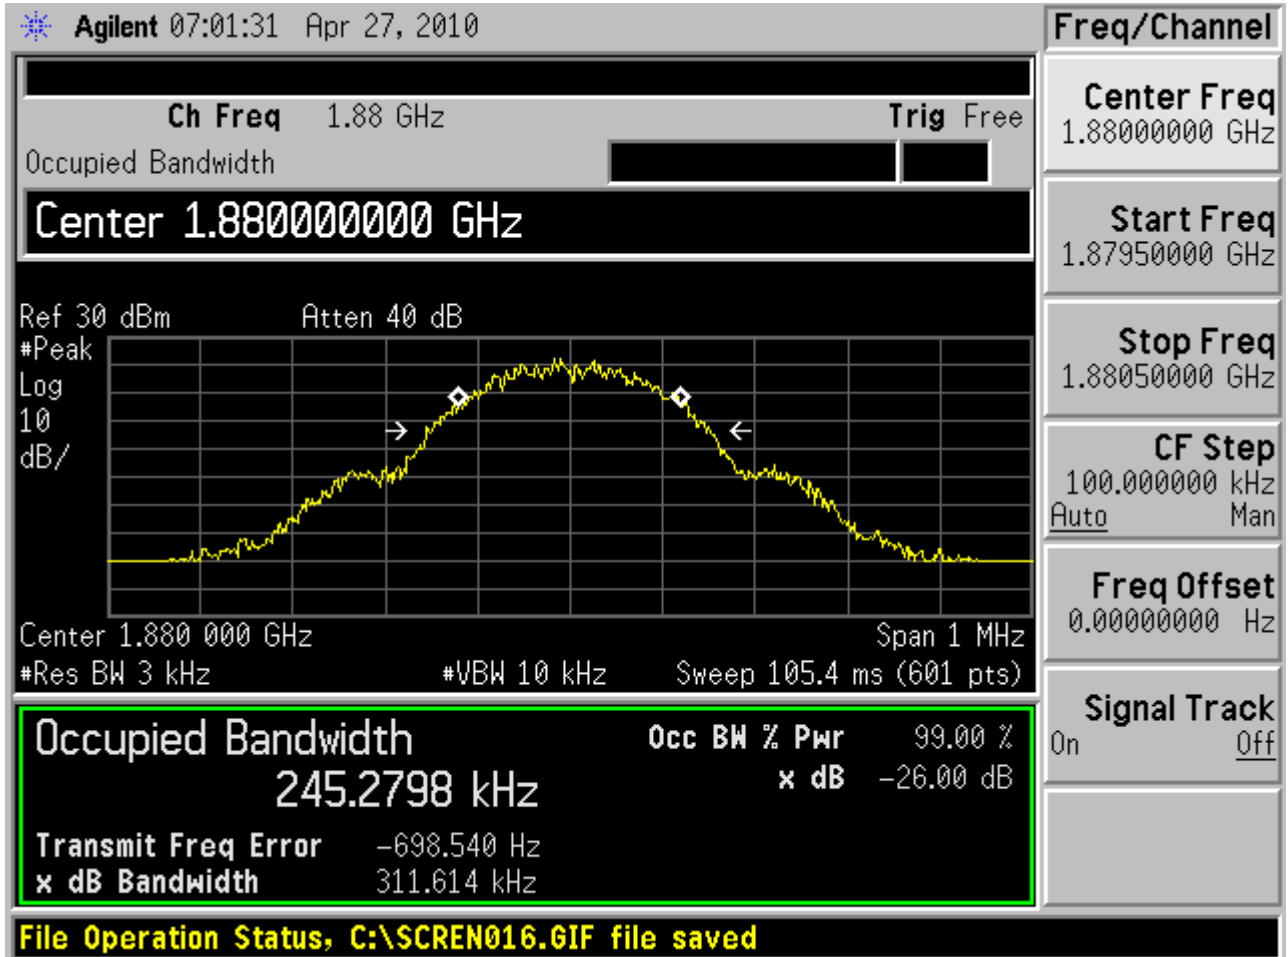 Agilent 07:01:31 Apr 27, 2010
Freq/Channel
Ch Freq 1.88 GHz Trig Free
Occupied Bandwidth
Center 1.880000000 GHz
Ref 30 dBm Atten 40 dB
#Peak
Log
10
dB/
Center 1.880 000 GHz Span 1 MHz
#Res BW 3 kHz #VBW 10 kHz Sweep 105.4 ms (601 pts)
Occupied Bandwidth Occ BW % Pwr 99.00 %
245.2798 kHz x dB -26.00 dB
Transmit Freq Error -698.540 Hz
x dB Bandwidth 311.614 kHz
File Operation Status, C:\SCREN016.GIF file saved
Center Freq
1.88000000 GHz
Start Freq
1.87950000 GHz
Stop Freq
1.88050000 GHz
CF Step
100.000000 kHz
Auto Man
Freq Offset
0.00000000 Hz
Signal Track
On Off